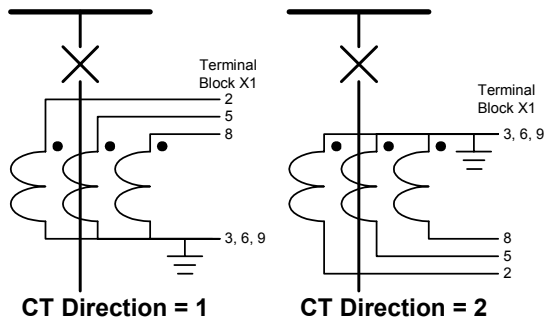 Terminal
Block X1
2
5
8
3, 6, 9
CT Direction = 1
Terminal
Block X1
3, 6, 9
8
5
2
CT Direction = 2